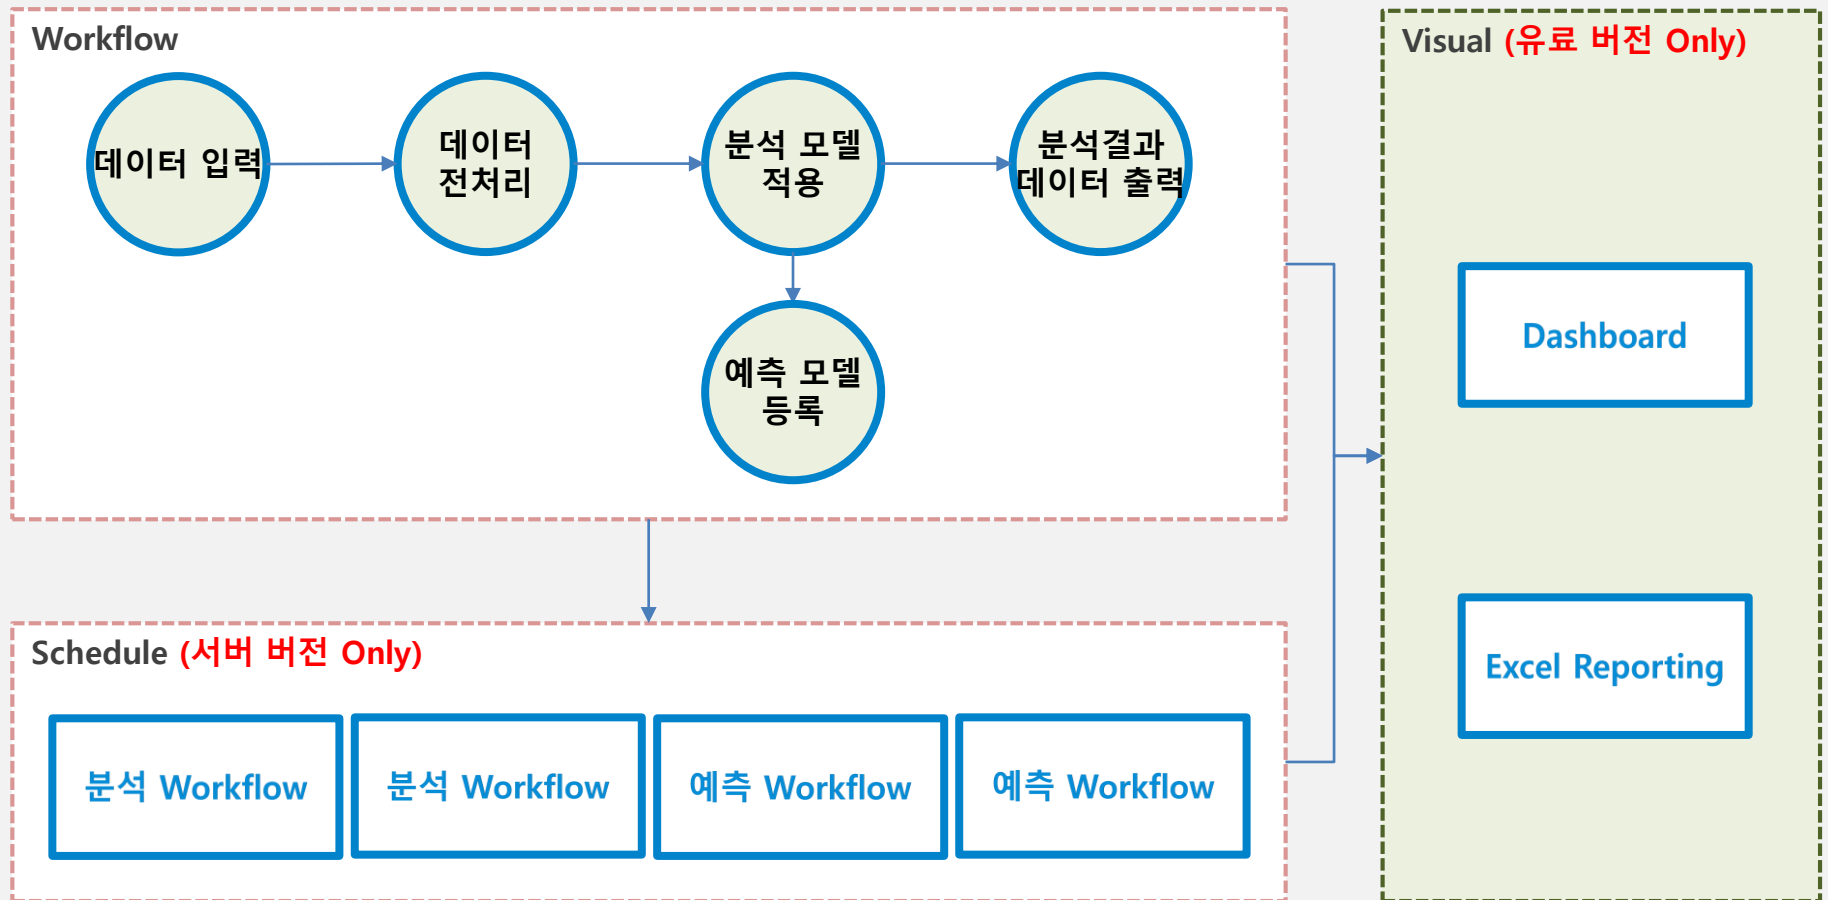 Workflow
데이터 입력
데이터
전처리
분석 모델
적용
분석결과
데이터 출력
예측 모델
등록
Schedule (서버 버전 Only)
분석 Workflow
분석 Workflow
예측 Workflow
예측 Workflow
Visual (유료 버전 Only)
Dashboard
Excel Reporting